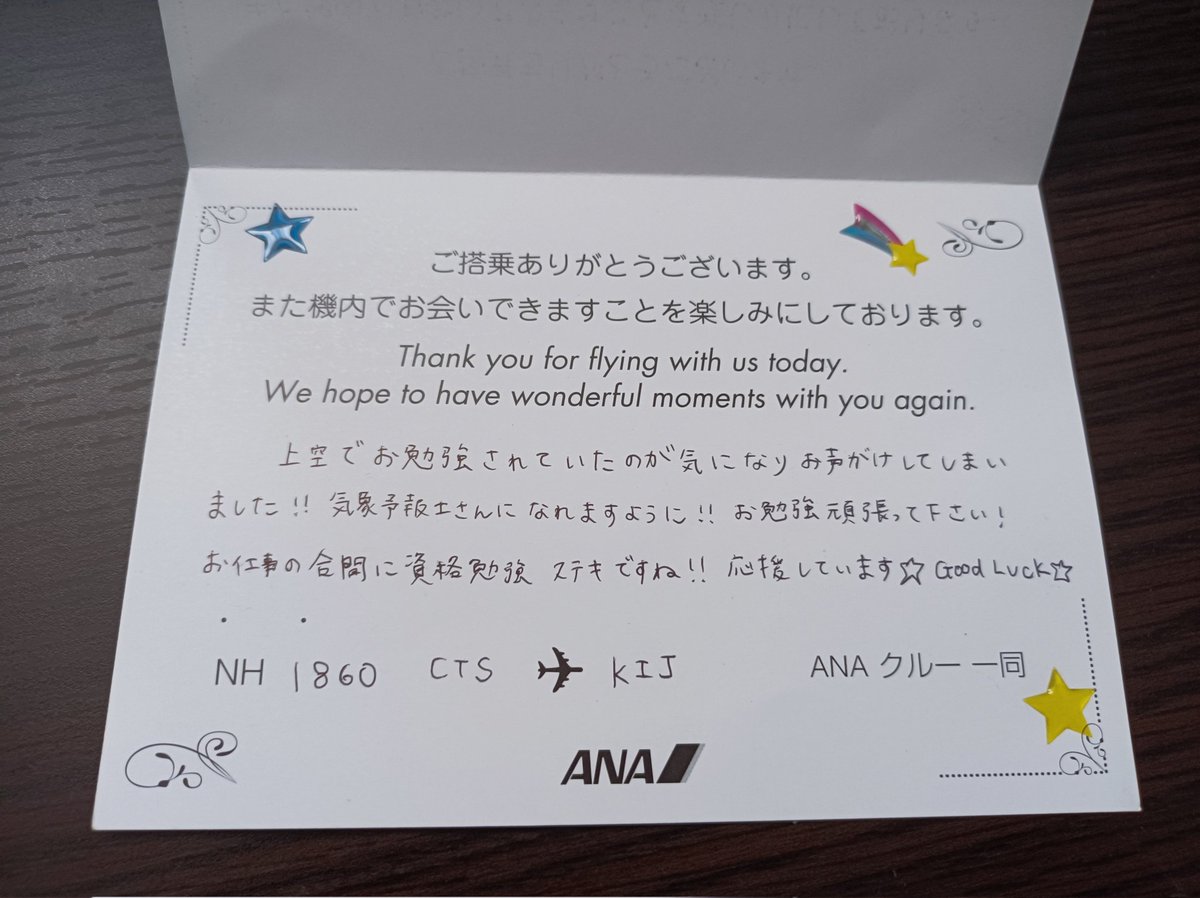 ご搭乗ありがとうございます。
また機内でお会いできますことを楽しみにしております。
Thank you for flying with us today.
We hope to have wonderful moments with you again.
上空でお勉強されていたのが気になりお声がけしてしまい
ました!! 気象予報士さんになれますように!! お勉強頑張って下さい!
お仕事の合間に資格勉強 ステキですね!! 応援しています☆ Good Luck☆
NH 1860 CTS ✈ KIJ ANA クルー 一同
ANA